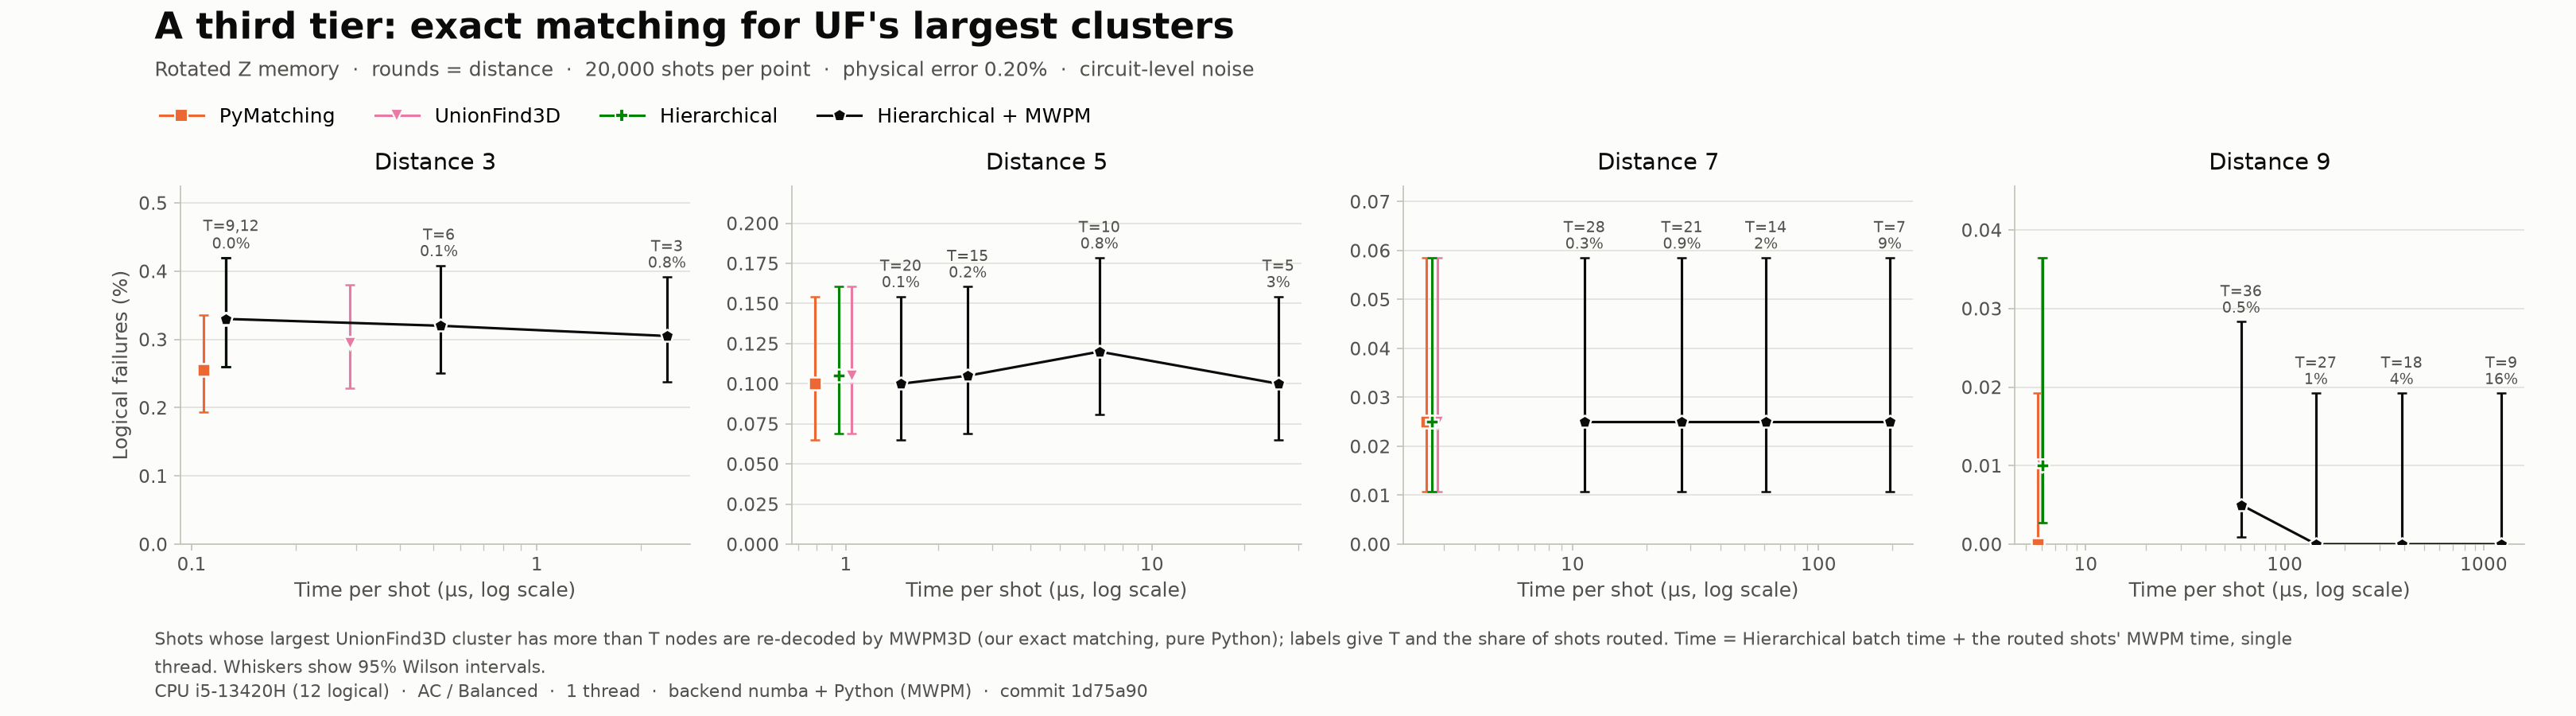 A third tier: exact matching for UF's largest clusters
Rotated Z memory · rounds = distance · 20,000 shots per point · physical error 0.20% · circuit-level noise
PyMatching UnionFind3D Hierarchical Hierarchical + MWPM
Distance 3
Logical failures (%)
0.5
0.4
0.3
0.2
0.1
0.0
T=9,12
0.0%
T=6
0.1%
T=3
0.8%
0.1 1
Time per shot (µs, log scale)
Distance 5
0.200
0.175
0.150
0.125
0.100
0.075
0.050
0.025
0.000
T=20
0.1%
T=15
0.2%
T=10
0.8%
T=5
3%
1 10
Time per shot (µs, log scale)
Distance 7
0.07
0.06
0.05
0.04
0.03
0.02
0.01
0.00
T=28
0.3%
T=21
0.9%
T=14
2%
T=7
9%
10 100
Time per shot (µs, log scale)
Distance 9
0.04
0.03
0.02
0.01
0.00
T=36
0.5%
T=27
1%
T=18
4%
T=9
16%
10 100 1000
Time per shot (µs, log scale)
Shots whose largest UnionFind3D cluster has more than T nodes are re-decoded by MWPM3D (our exact matching, pure Python); labels give T and the share of shots routed. Time = Hierarchical batch time + the routed shots' MWPM time, single
thread. Whiskers show 95% Wilson intervals.
CPU i5-13420H (12 logical) · AC / Balanced · 1 thread · backend numba + Python (MWPM) · commit 1d75a90